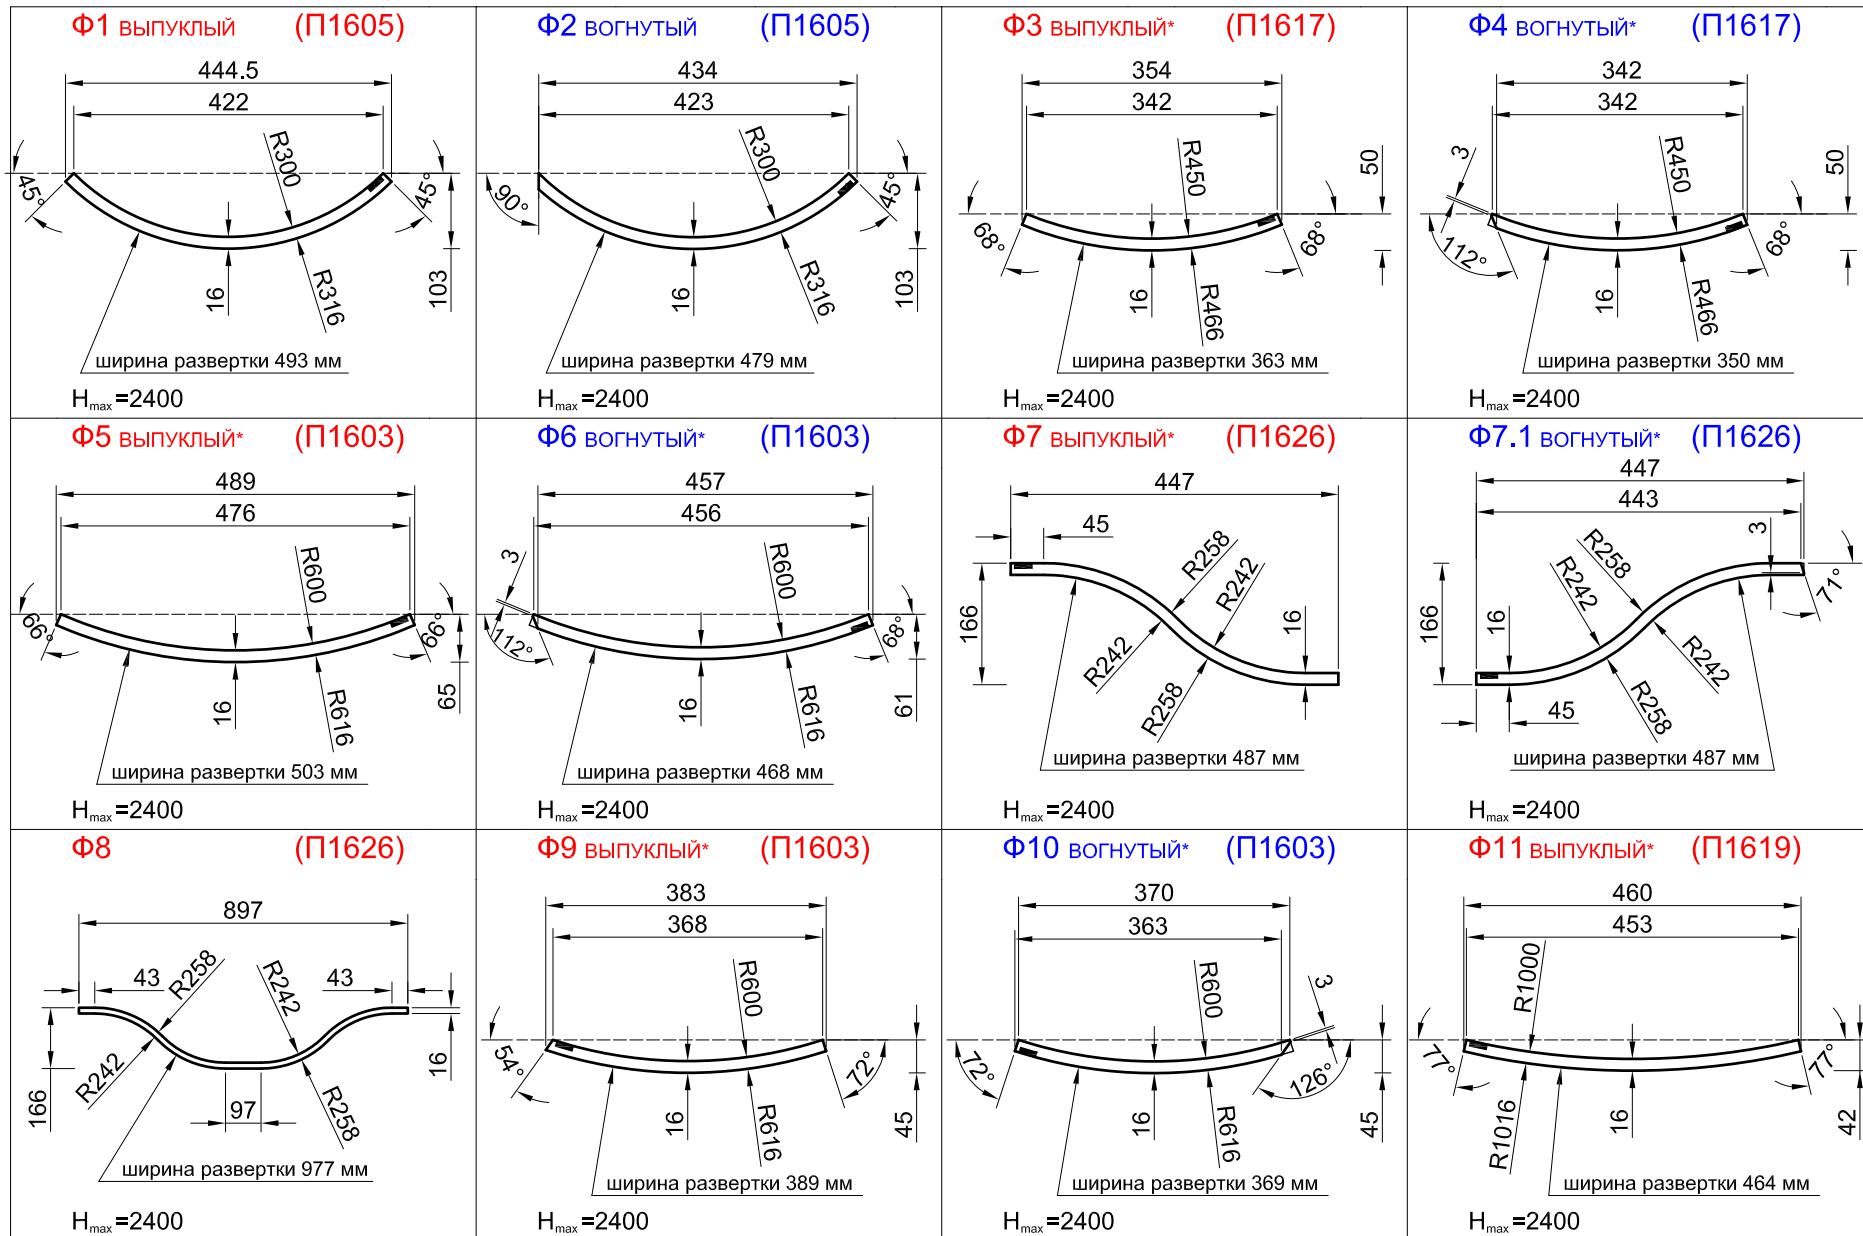 Ф1 ВЫПУКЛЫЙ (П1605)
444.5
422
R300
45°
45°
16
R316
103
ширина развертки 493 мм
Hmax=2400
Ф2 ВОГНУТЫЙ (П1605)
434
423
R300
90°
45°
16
R316
103
ширина развертки 479 мм
Hmax=2400
Ф3 ВЫПУКЛЫЙ* (П1617)
354
342
R450
50
68°
68°
16
R466
ширина развертки 363 мм
Hmax=2400
Ф4 ВОГНУТЫЙ* (П1617)
342
342
3
R450
50
112°
68°
16
R466
ширина развертки 350 мм
Hmax=2400
Ф5 ВЫПУКЛЫЙ* (П1603)
489
476
R600
66°
66°
16
R616
65
ширина развертки 503 мм
Hmax=2400
Ф6 ВОГНУТЫЙ* (П1603)
457
456
3
R600
112°
68°
16
R616
61
ширина развертки 468 мм
Hmax=2400
Ф7 ВЫПУКЛЫЙ* (П1626)
447
45
R258
R242
166
16
R242
R258
ширина развертки 487 мм
Hmax=2400
Ф7.1 ВОГНУТЫЙ* (П1626)
447
443
3
R258
R242
71°
166
16
R242
45
R258
ширина развертки 487 мм
Hmax=2400
Ф8 (П1626)
897
43
R258
R242
43
166
R242
16
97
R258
ширина развертки 977 мм
Hmax=2400
Ф9 ВЫПУКЛЫЙ* (П1603)
383
368
R600
54°
72°
16
R616
45
ширина развертки 389 мм
Hmax=2400
Ф10 ВОГНУТЫЙ* (П1603)
370
363
R600
3
72°
126°
16
R616
45
ширина развертки 369 мм
Hmax=2400
Ф11 ВЫПУКЛЫЙ* (П1619)
460
453
R1000
77°
77°
R1016
16
42
ширина развертки 464 мм
Hmax=2400